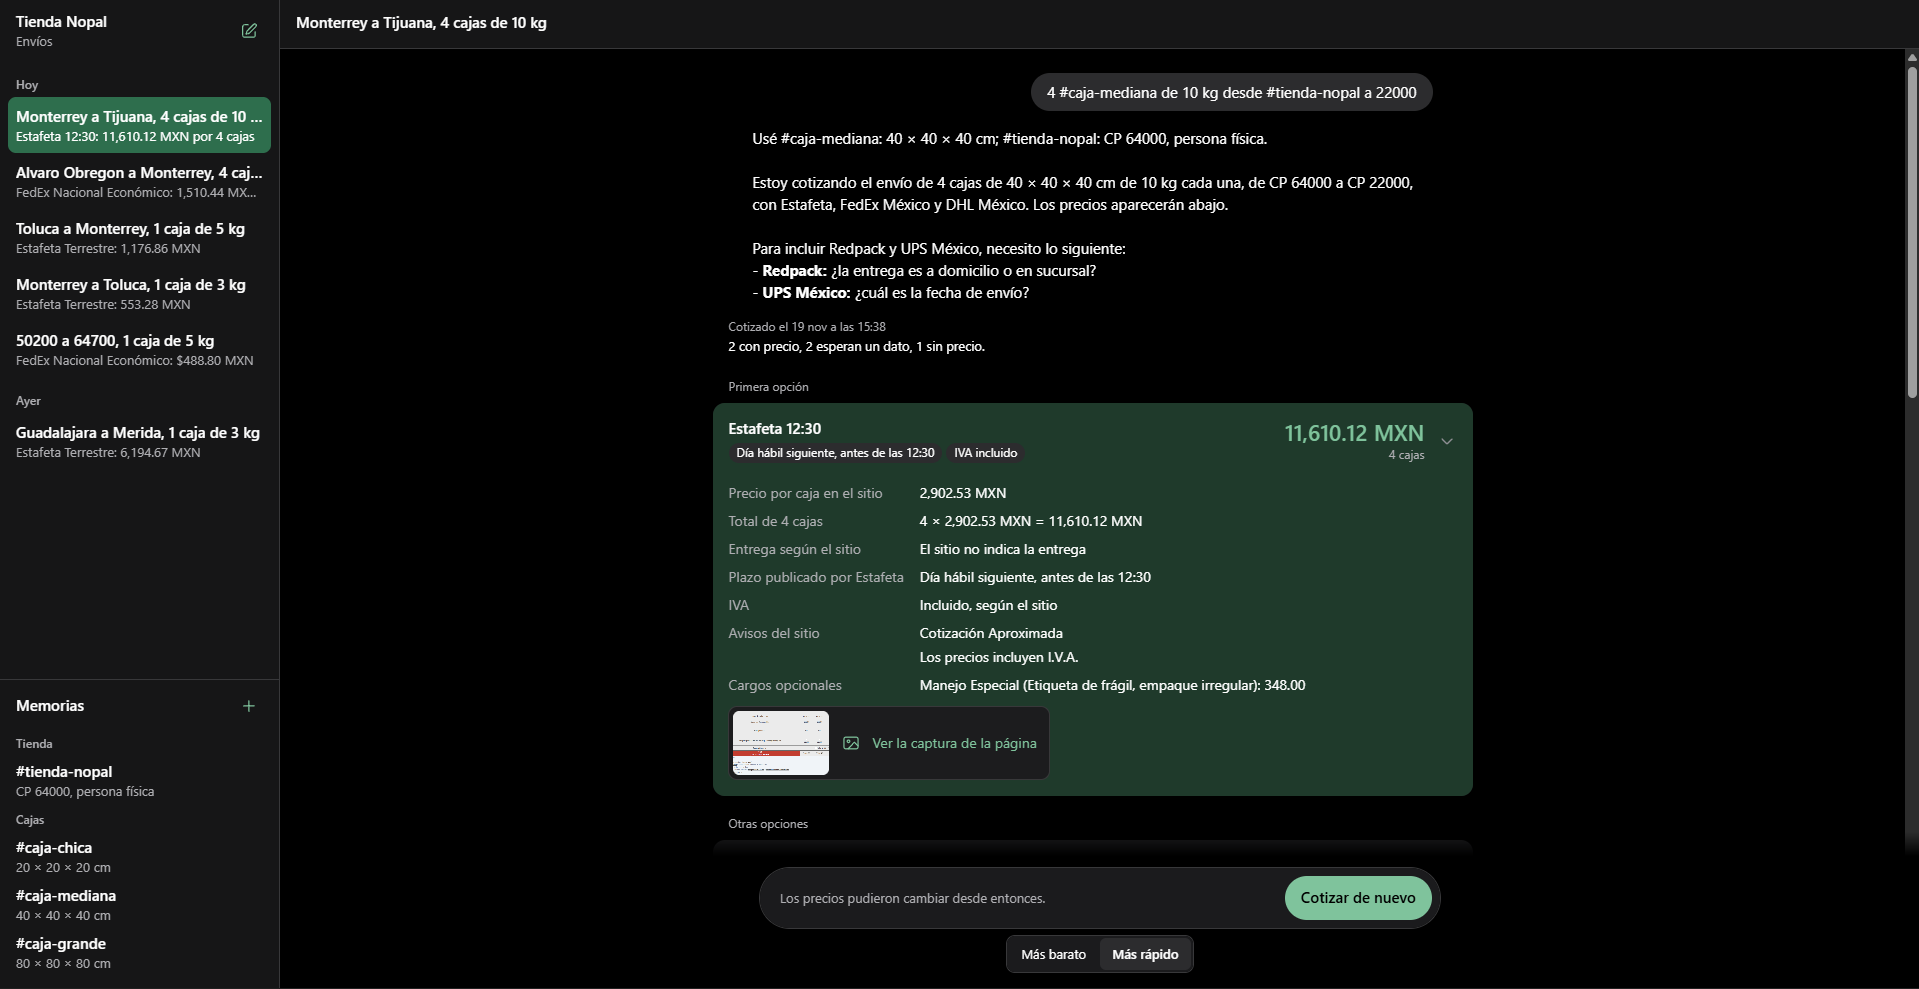 Tienda Nopal
Envíos
Hoy
Monterrey a Tijuana, 4 cajas de 10 ...
Estafeta 12:30: 11,610.12 MXN por 4 cajas
Alvaro Obregon a Monterrey, 4 caj...
FedEx Nacional Económico: 1,510.44 MX...
Toluca a Monterrey, 1 caja de 5 kg
Estafeta Terrestre: 1,176.86 MXN
Monterrey a Toluca, 1 caja de 3 kg
Estafeta Terrestre: 553.28 MXN
50200 a 64700, 1 caja de 5 kg
FedEx Nacional Económico: $488.80 MXN
Ayer
Guadalajara a Merida, 1 caja de 3 kg
Estafeta Terrestre: 6,194.67 MXN
Memorias
Tienda
#tienda-nopal
CP 64000, persona física
Cajas
#caja-chica
20 × 20 × 20 cm
#caja-mediana
40 × 40 × 40 cm
#caja-grande
80 × 80 × 80 cm
Monterrey a Tijuana, 4 cajas de 10 kg
4 #caja-mediana de 10 kg desde #tienda-nopal a 22000
Usé #caja-mediana: 40 × 40 × 40 cm; #tienda-nopal: CP 64000, persona física.
Estoy cotizando el envío de 4 cajas de 40 × 40 × 40 cm de 10 kg cada una, de CP 64000 a CP 22000,
con Estafeta, FedEx México y DHL México. Los precios aparecerán abajo.
Para incluir Redpack y UPS México, necesito lo siguiente:
- Redpack: ¿la entrega es a domicilio o en sucursal?
- UPS México: ¿cuál es la fecha de envío?
Cotizado el 19 nov a las 15:38
2 con precio, 2 esperan un dato, 1 sin precio.
Primera opción
Estafeta 12:30
11,610.12 MXN
Día hábil siguiente, antes de las 12:30 IVA incluido
4 cajas
Precio por caja en el sitio 2,902.53 MXN
Total de 4 cajas 4 × 2,902.53 MXN = 11,610.12 MXN
Entrega según el sitio El sitio no indica la entrega
Plazo publicado por Estafeta Día hábil siguiente, antes de las 12:30
IVA Incluido, según el sitio
Avisos del sitio Cotización Aproximada
Los precios incluyen I.V.A.
Cargos opcionales Manejo Especial (Etiqueta de frágil, empaque irregular): 348.00
Ver la captura de la página
Otras opciones
Los precios pudieron cambiar desde entonces.
Cotizar de nuevo
Más barato Más rápido